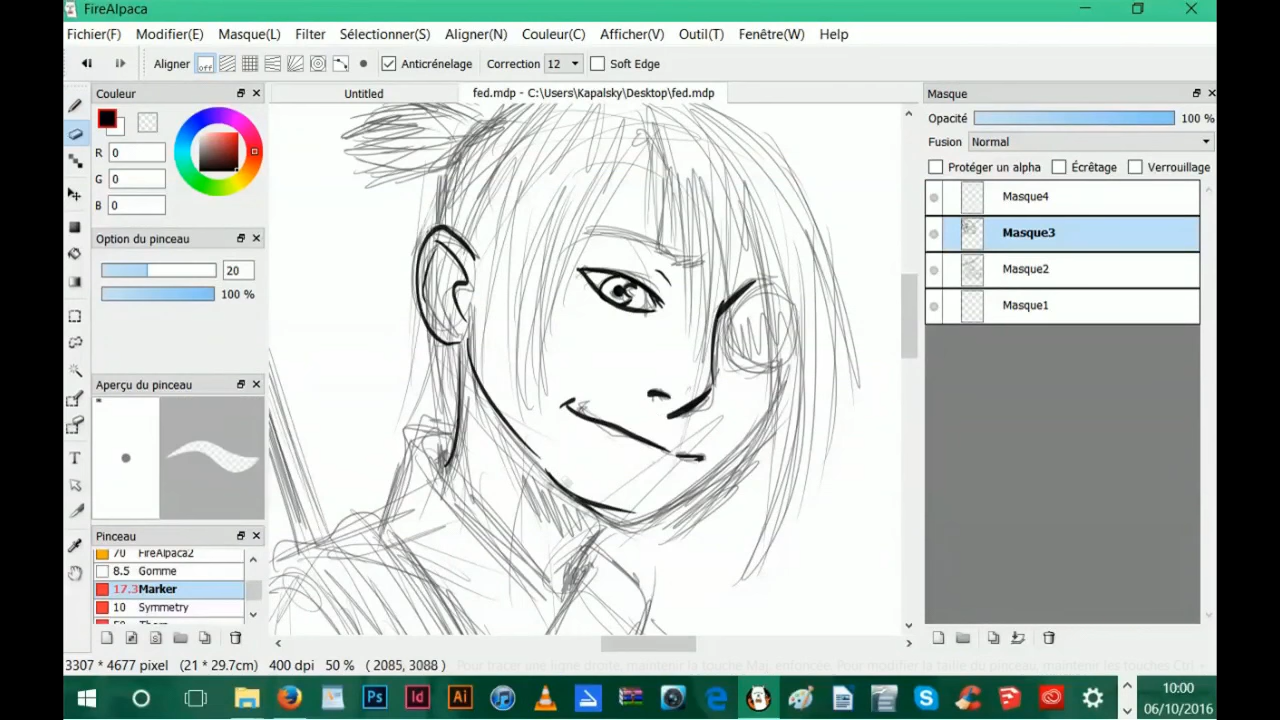 FireAlpaca
Fichier(F) Modifier(E) Masque(L) Filter Sélectionner(S) Aligner(N) Couleur(C) Afficher(V) Outil(T) Fenêtre(W) Help
Aligner off Anticrénelage Correction 12 Soft Edge
Couleur
Untitled
fed.mdp - C:\Users\Kapalsky\Desktop\fed.mdp
Masque
R 0
G 0
B 0
Opacité 100 %
Fusion Normal
Protéger un alpha Écrêtage Verrouillage
Masque4
Masque3
Masque2
Masque1
Option du pinceau
20
100 %
Aperçu du pinceau
Pinceau
70 FireAlpaca2
8.5 Gomme
17.3 Marker
10 Symmetry
3307 * 4677 pixel (21 * 29.7cm) 400 dpi 50 % (2085, 3088) Pour tracer une ligne droite, maintenir la touche Maj. enfoncée. Pour modifier la taille du pinceau, maintenir les touches Ctrl
Ps Id Ai
10:00
06/10/2016